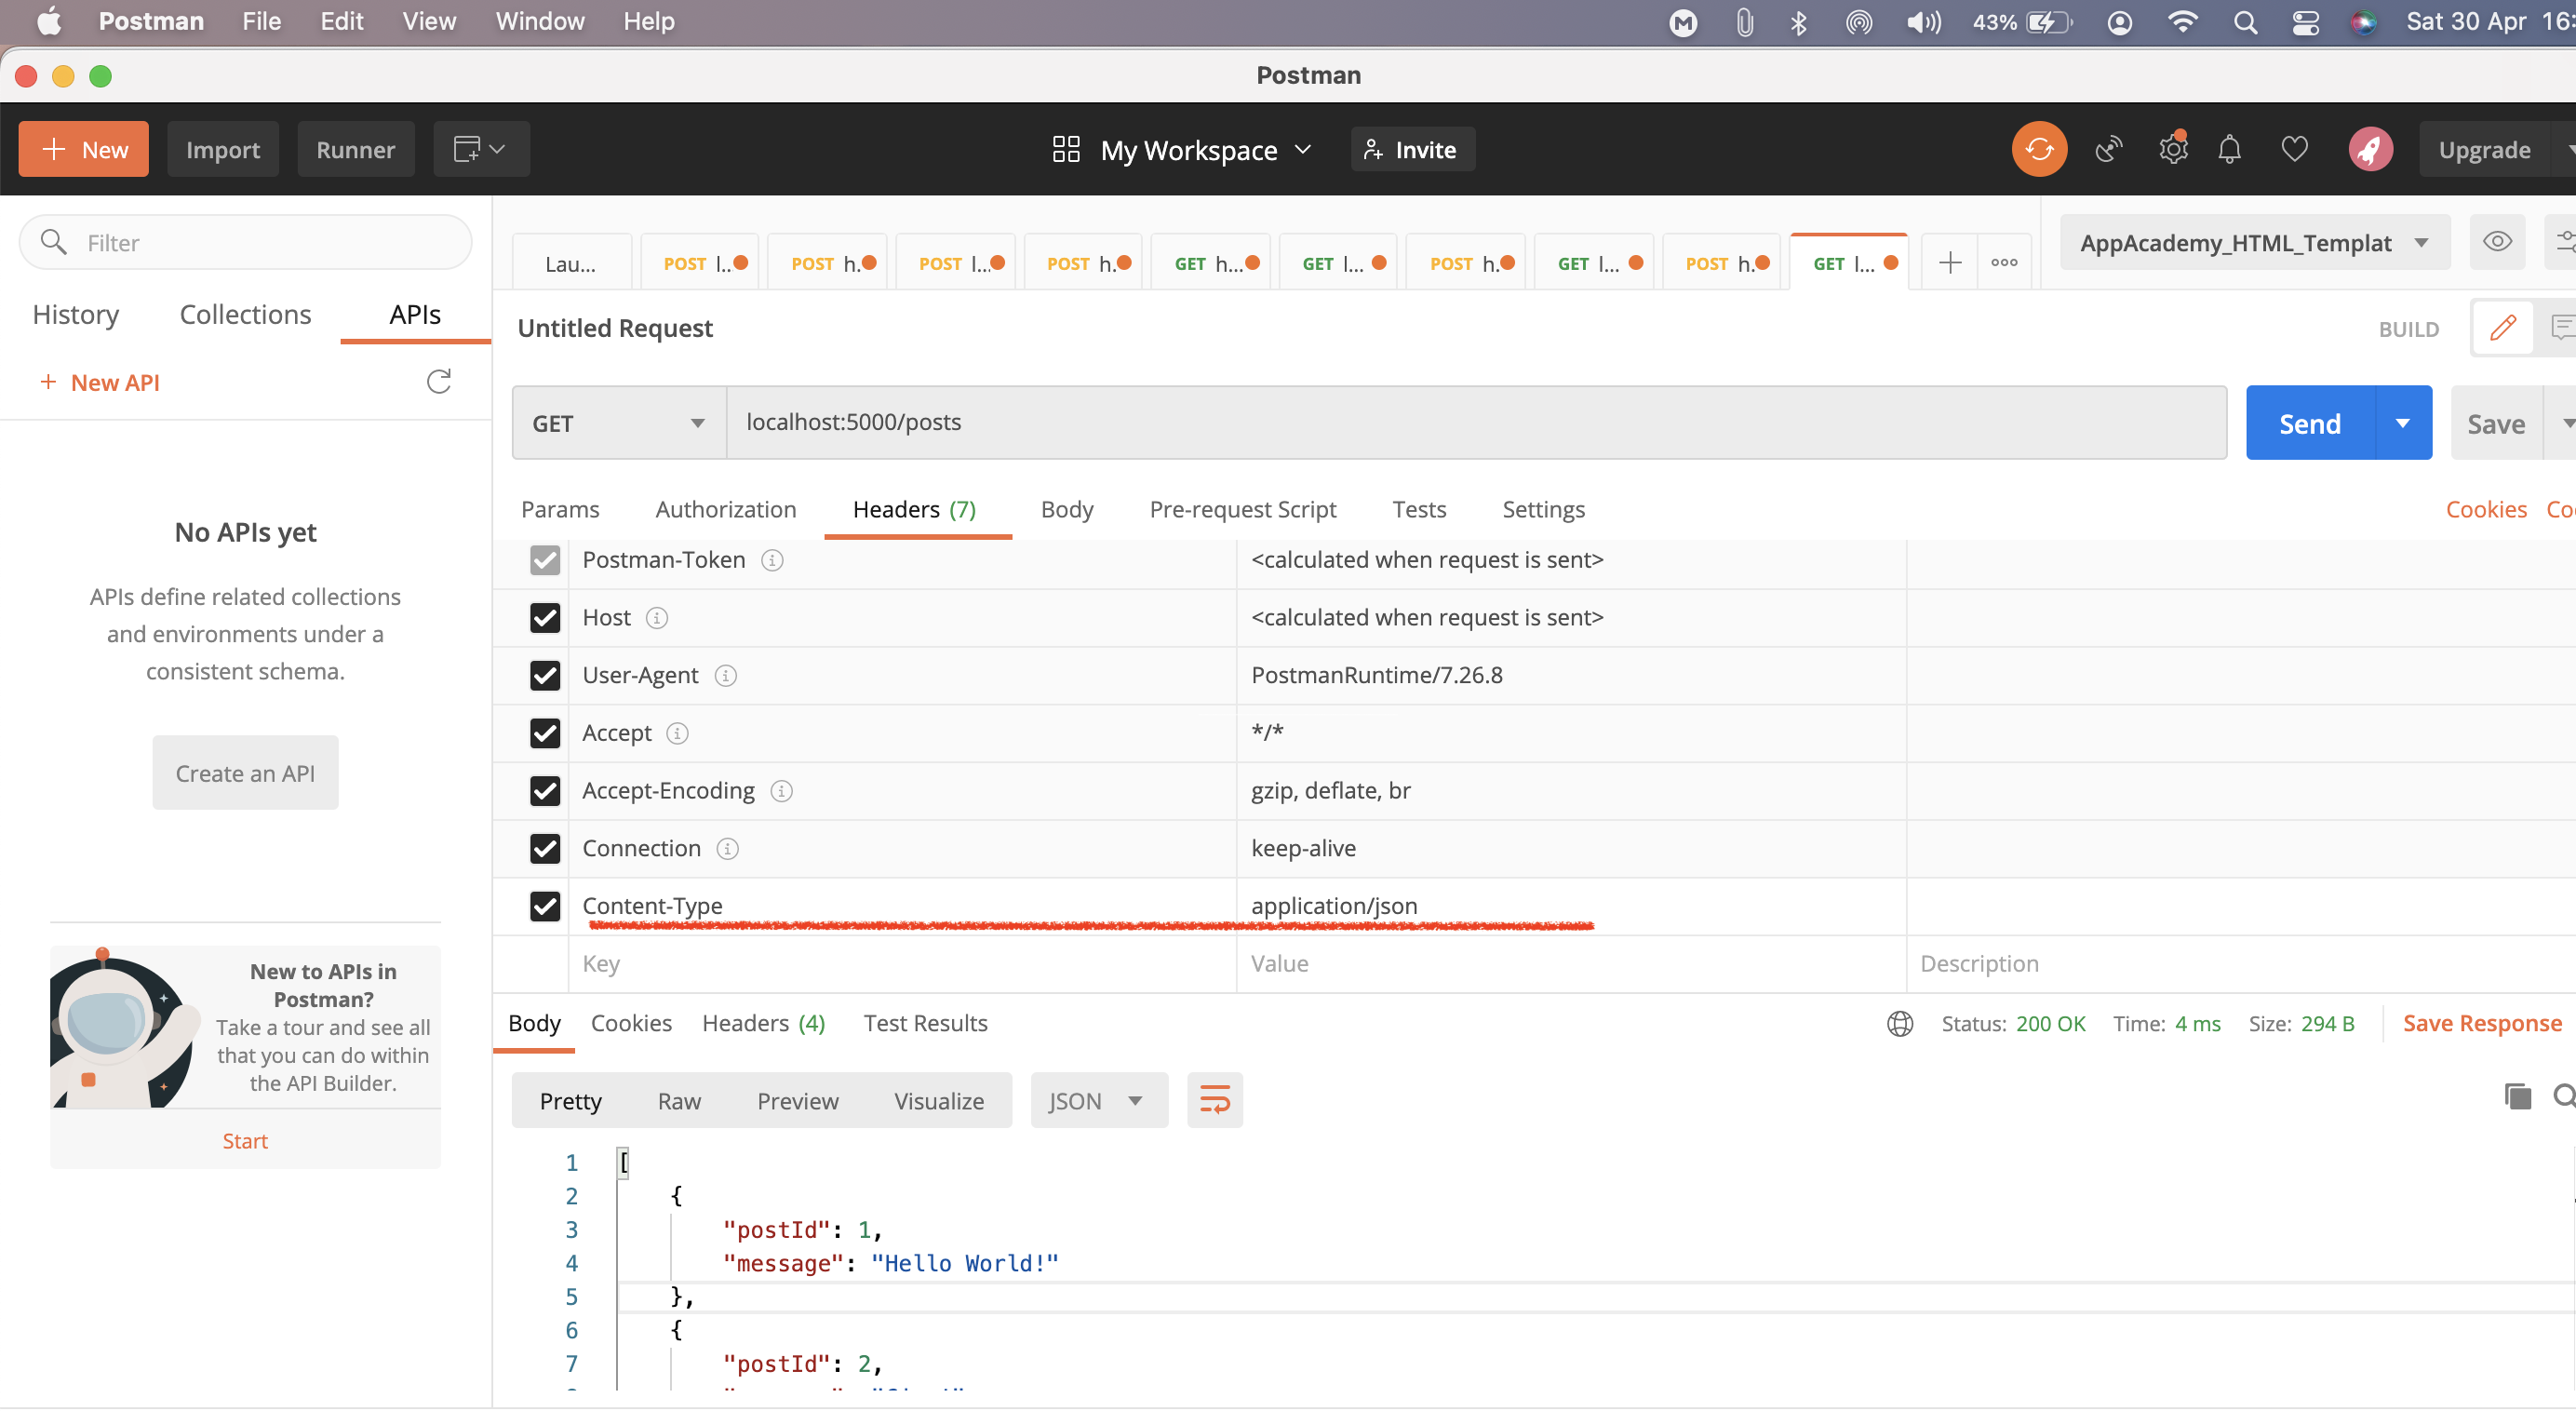 Postman File Edit View Window Help 43% Sat 30 Apr 16:
Postman
+ New Import Runner My Workspace Invite Upgrade
Filter
History Collections APIs
+ New API
No APIs yet
APIs define related collections
and environments under a
consistent schema.
Create an API
New to APIs in
Postman?
Take a tour and see all
that you can do within
the API Builder.
Start
Lau... POST l.. POST h. POST l... POST h. GET h... GET l... POST h. GET l... POST h. GET l... AppAcademy_HTML_Templat
Untitled Request BUILD
GET localhost:5000/posts Send Save
Params Authorization Headers (7) Body Pre-request Script Tests Settings Cookies
Postman-Token <calculated when request is sent>
Host <calculated when request is sent>
User-Agent PostmanRuntime/7.26.8
Accept */*
Accept-Encoding gzip, deflate, br
Connection keep-alive
Content-Type application/json
Key Value Description
Body Cookies Headers (4) Test Results Status: 200 OK Time: 4 ms Size: 294 B Save Response
Pretty Raw Preview Visualize JSON
1 [
2 {
3 "postId": 1,
4 "message": "Hello World!"
5 },
6 {
7 "postId": 2,